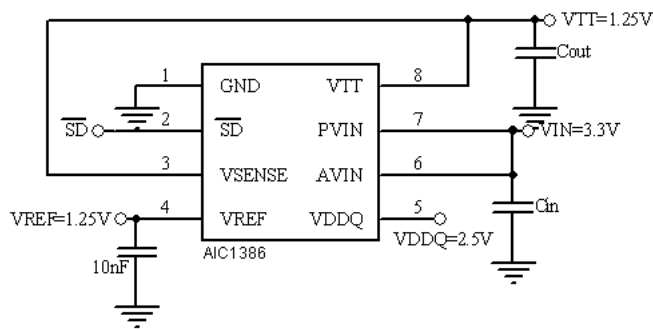 VTT=1.25V
Cout
1 GND VTT 8
SD 2 SD PVIN 7 VIN=3.3V
3 VSENSE AVIN 6
VREF=1.25V 4 VREF VDDQ 5
Cin
VDDQ=2.5V
10nF
AIC1386